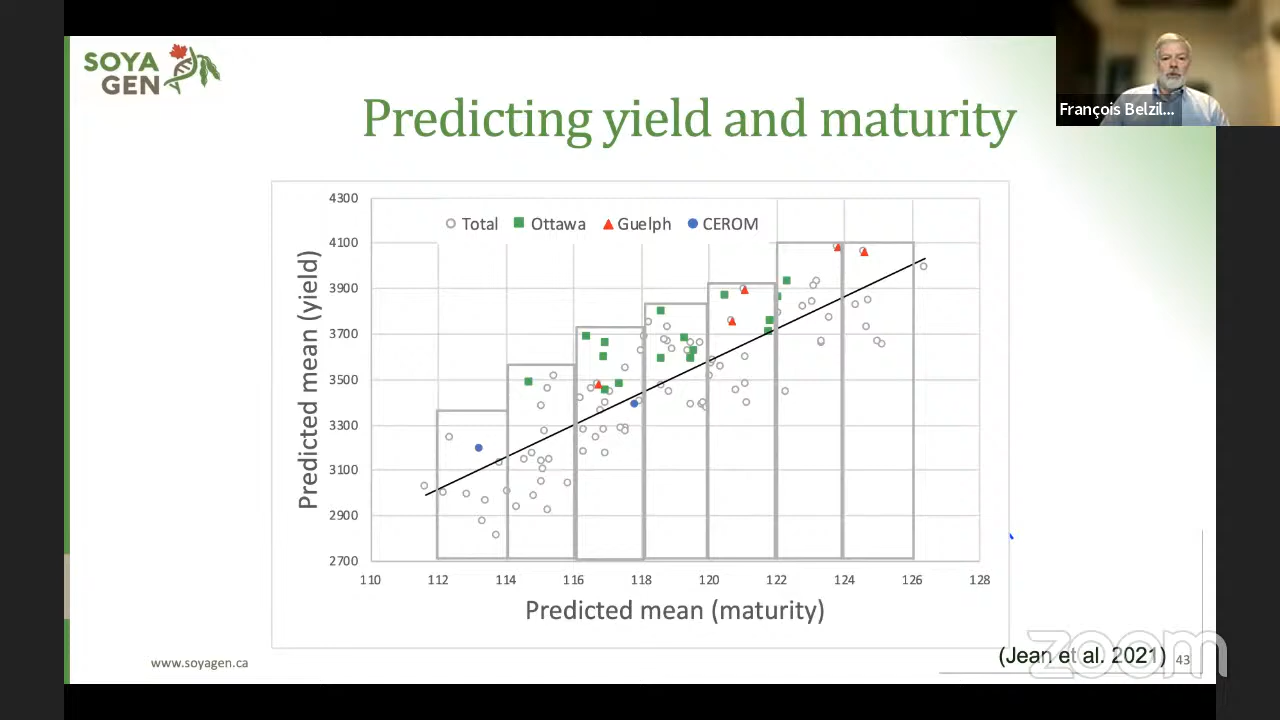 SOYA
GEN
François Belzil...
Predicting yield and maturity
4300
Total Ottawa Guelph CEROM
4100
3900
3700
3500
3300
3100
2900
2700
Predicted mean (yield)
110 112 114 116 118 120 122 124 126 128
Predicted mean (maturity)
www.soyagen.ca
(Jean et al. 2021) 43
zoom